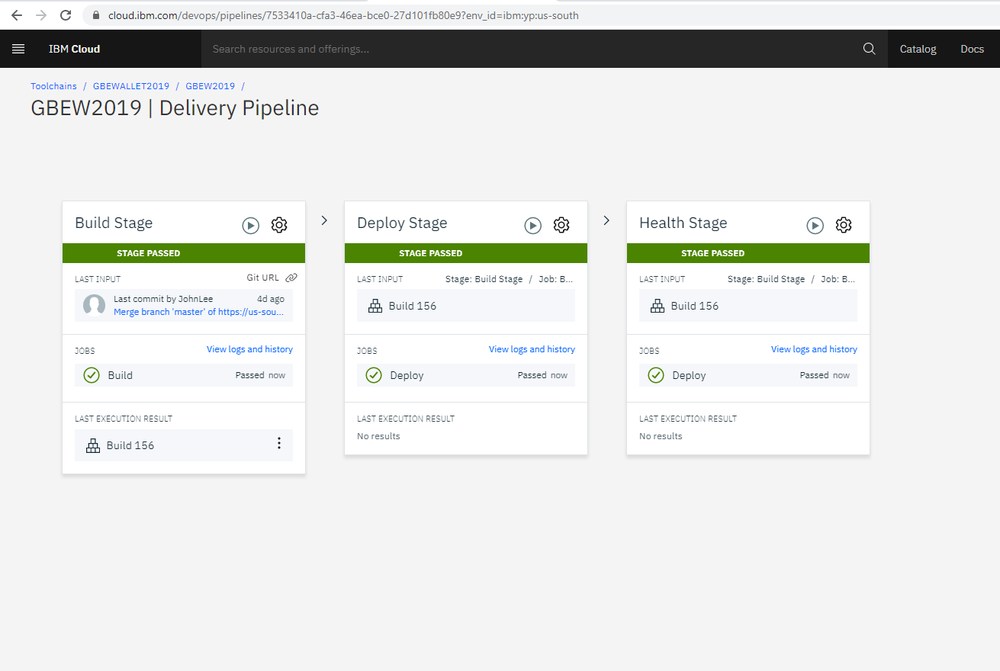 cloud.ibm.com/devops/pipelines/7533410a-cfa3-46ea-bce0-27d101fb80e9?env_id=ibm:yp:us-south
IBM Cloud
Search resources and offerings...
Catalog
Docs
Toolchains / GBEWALLET2019 / GBEW2019 /
GBEW2019 | Delivery Pipeline
Build Stage
STAGE PASSED
LAST INPUT Git URL
Last commit by JohnLee 4d ago
Merge branch 'master' of https://us-sou...
JOBS View logs and history
Build Passed now
LAST EXECUTION RESULT
Build 156
Deploy Stage
STAGE PASSED
LAST INPUT Stage: Build Stage / Job: B...
Build 156
JOBS View logs and history
Deploy Passed now
LAST EXECUTION RESULT
No results
Health Stage
STAGE PASSED
LAST INPUT Stage: Build Stage / Job: B...
Build 156
JOBS View logs and history
Deploy Passed now
LAST EXECUTION RESULT
No results